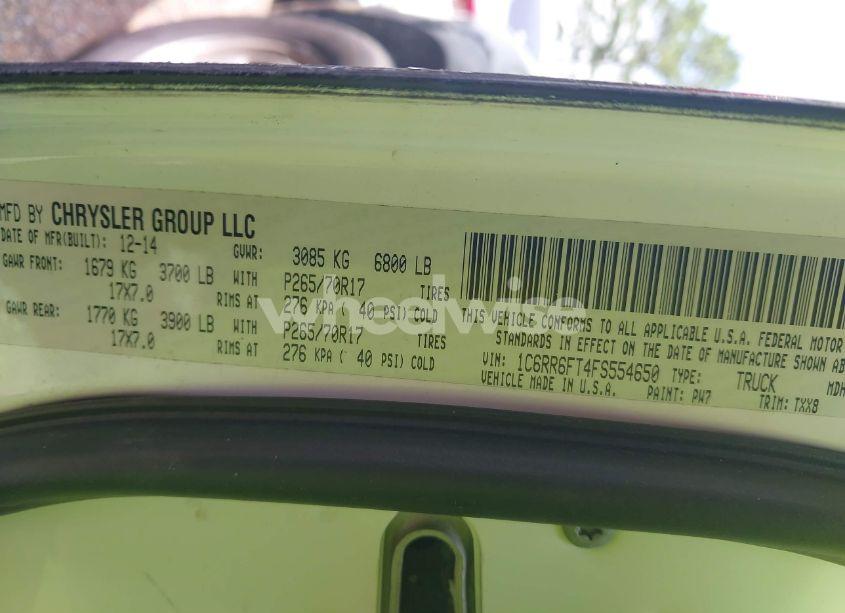 MFD BY CHRYSLER GROUP LLC
DATE OF MFR(BUILT): 12-14 GVWR: 3085 KG 6800 LB
GAWR FRONT: 1679 KG 3700 LB WITH P265/70R17 TIRES
17X7.0 RIMS AT 276 KPA ( 40 PSI) COLD
GAWR REAR: 1770 KG 3900 LB WITH P265/70R17 TIRES
17X7.0 RIMS AT 276 KPA ( 40 PSI) COLD
THIS VEHICLE CONFORMS TO ALL APPLICABLE U.S.A. FEDERAL MOTOR
STANDARDS IN EFFECT ON THE DATE OF MANUFACTURE SHOWN AB
VIN: 1C6RR6FT4FS554650 TYPE: TRUCK MDH
VEHICLE MADE IN U.S.A. PAINT: PW7 TRIM: TXX8
wheelwise